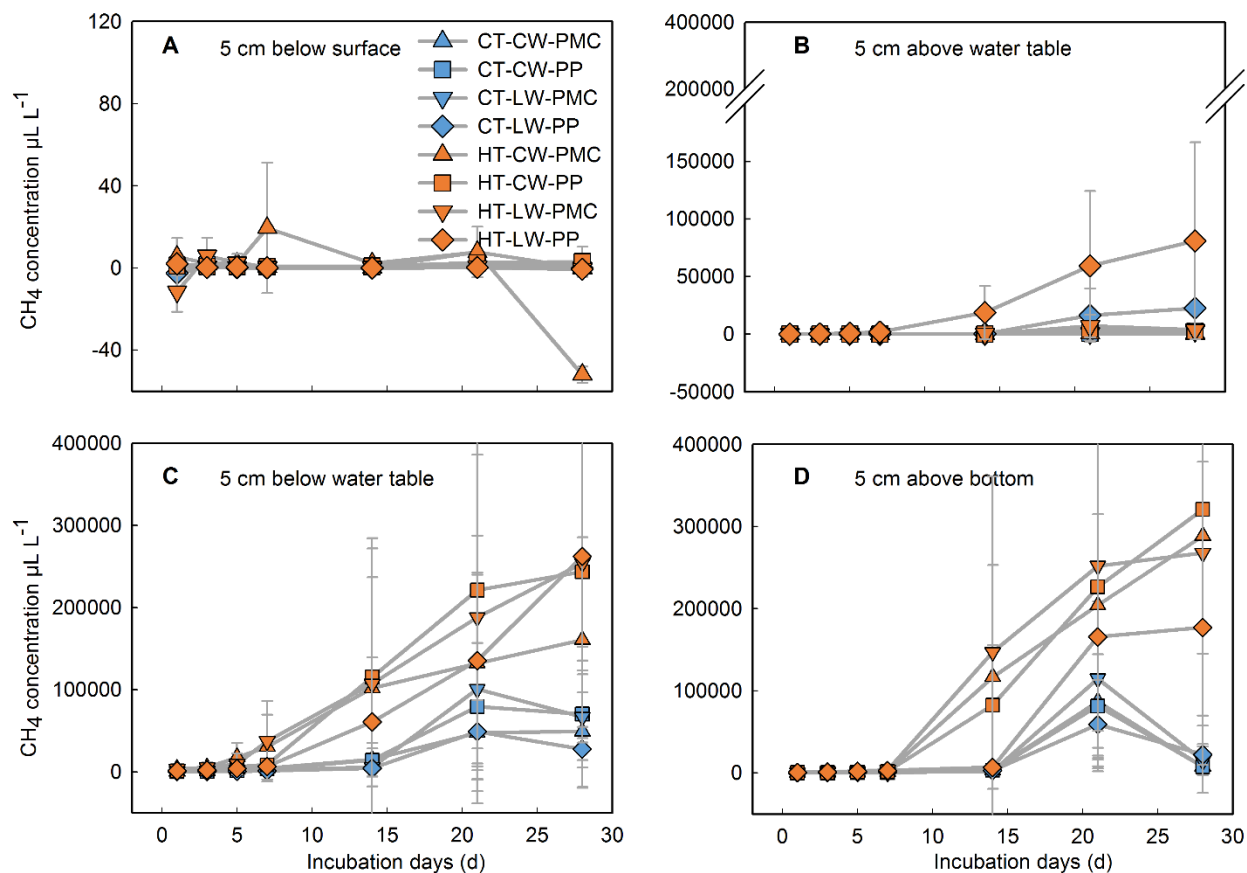 A 5 cm below surface
CH4 concentration µL L−1
120
80
40
0
-40
CT-CW-PMC
CT-CW-PP
CT-LW-PMC
CT-LW-PP
HT-CW-PMC
HT-CW-PP
HT-LW-PMC
HT-LW-PP
B 5 cm above water table
400000
200000
150000
100000
50000
0
-50000
C 5 cm below water table
CH4 concentration µL L−1
400000
300000
200000
100000
0
0 5 10 15 20 25 30
Incubation days (d)
D 5 cm above bottom
400000
300000
200000
100000
0
0 5 10 15 20 25 30
Incubation days (d)